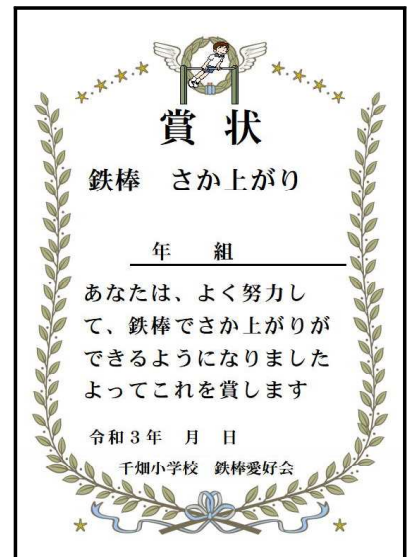 賞 状
鉄棒　さか上がり
年　　組
あなたは、よく努力し
て、鉄棒でさか上がりが
できるようになりました
よってこれを賞します
令和３年　月　日
千畑小学校　鉄棒愛好会